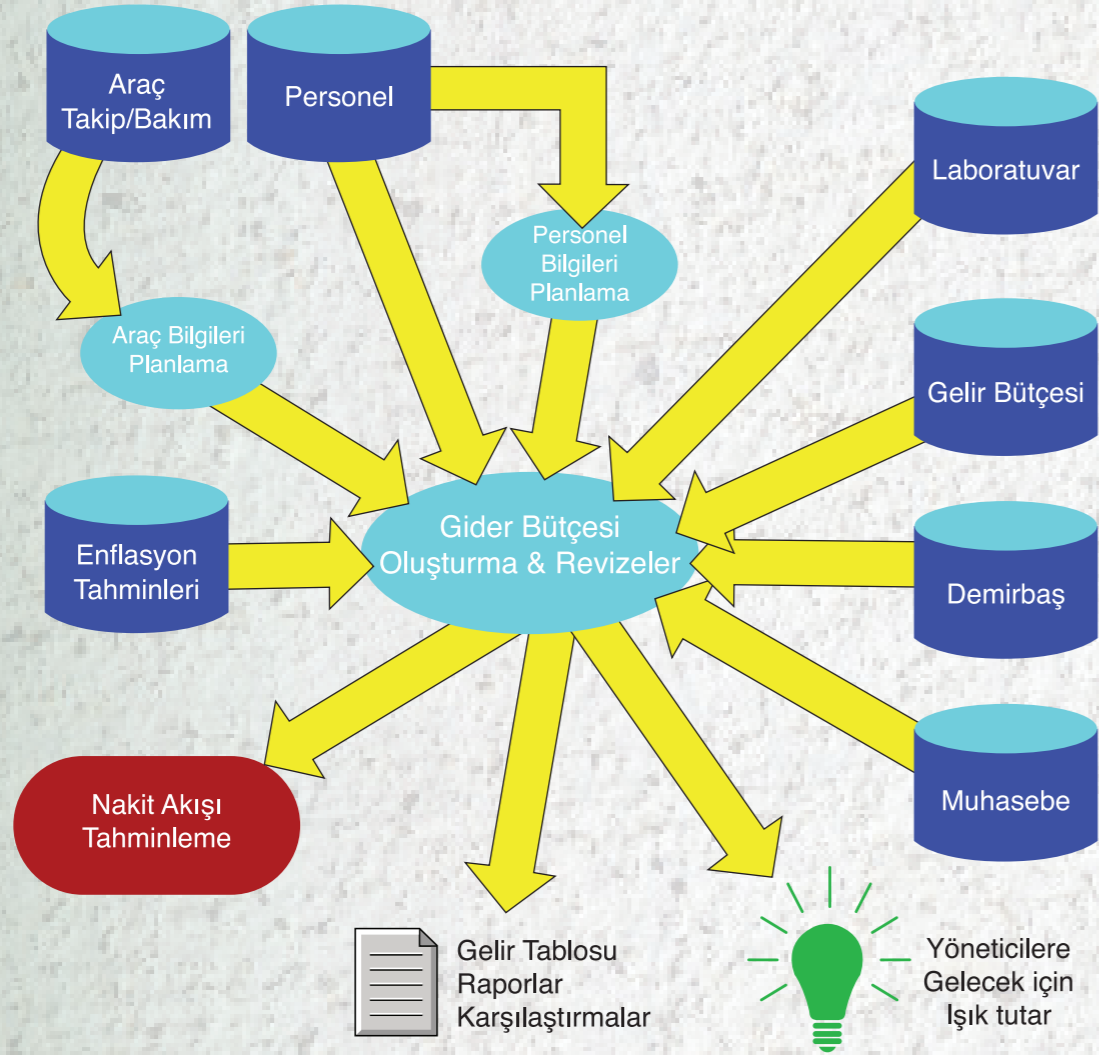 Araç
Takip/Bakım
Personel
Laboratuvar
Personel
Bilgileri
Planlama
Araç Bilgileri
Planlama
Gelir Bütçesi
Enflasyon
Tahminleri
Gider Bütçesi
Oluşturma & Revizeler
Demirbaş
Muhasebe
Nakit Akışı
Tahminleme
Gelir Tablosu
Raporlar
Karşılaştırmalar
Yöneticilere
Gelecek için
Işık tutar